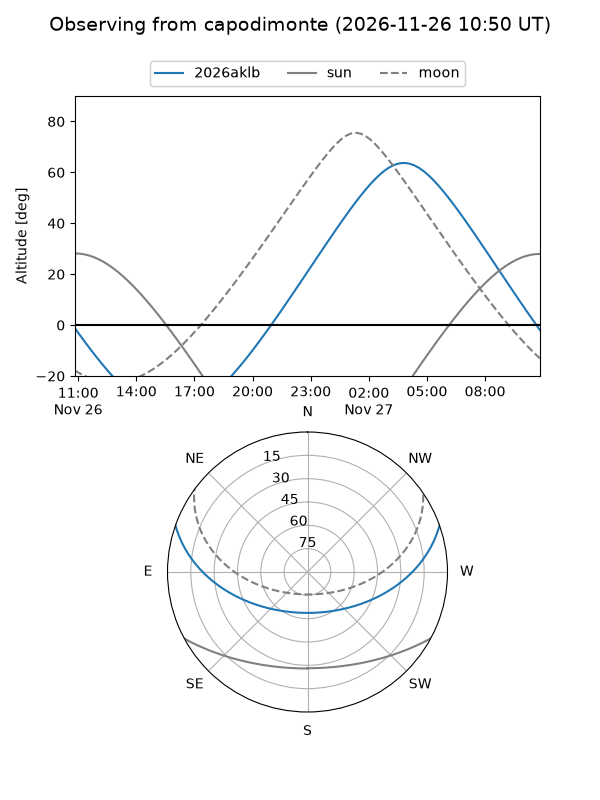 Observing from capodimonte (2026-11-26 10:50 UT)
2026aklb sun moon
Altitude [deg]
80
60
40
20
0
−20
11:00 14:00 17:00 20:00 23:00 02:00 05:00 08:00
Nov 26 Nov 27
N
NE NW
15
30
45
60
75
E W
SE SW
S